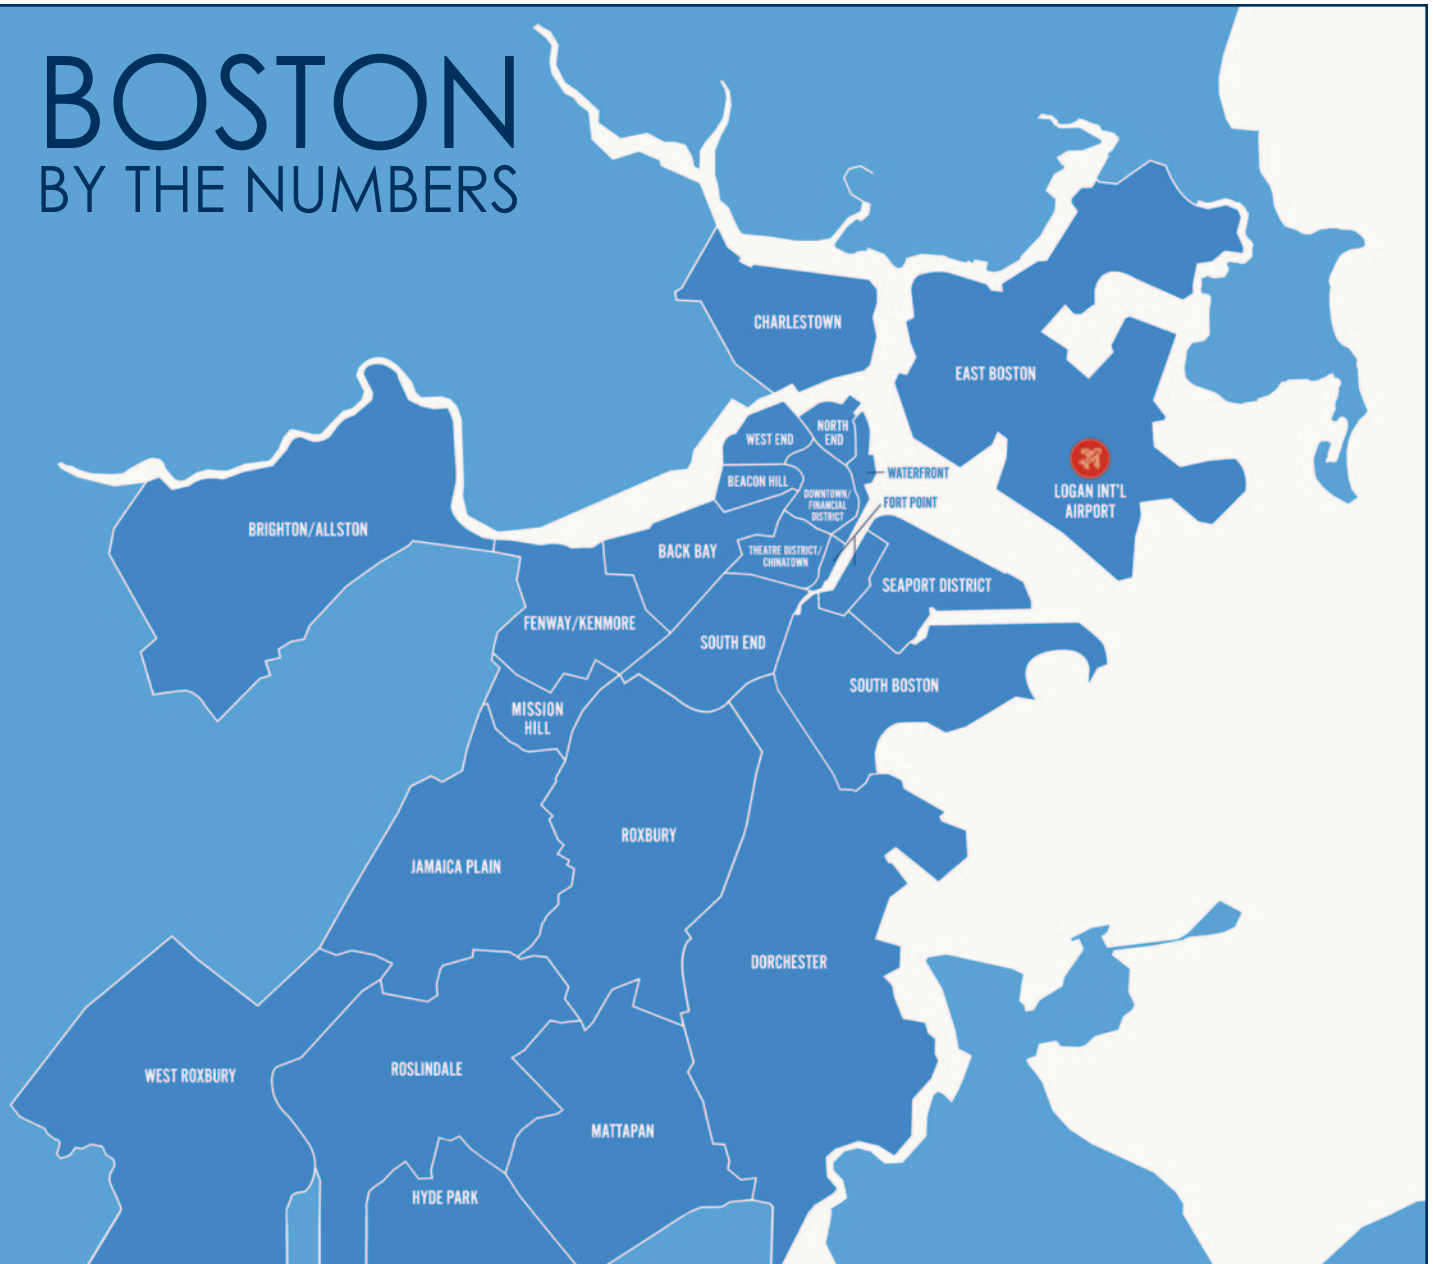 BOSTON
BY THE NUMBERS
CHARLESTOWN
EAST BOSTON
NORTH
END
WEST END
WATERFRONT
BEACON HILL
DOWNTOWN/
FINANCIAL
DISTRICT
FORT POINT
LOGAN INT'L
AIRPORT
BRIGHTON/ALLSTON
BACK BAY
THEATRE DISTRICT/
CHINATOWN
SEAPORT DISTRICT
FENWAY/KENMORE
SOUTH END
SOUTH BOSTON
MISSION
HILL
ROXBURY
JAMAICA PLAIN
DORCHESTER
WEST ROXBURY
ROSLINDALE
MATTAPAN
HYDE PARK